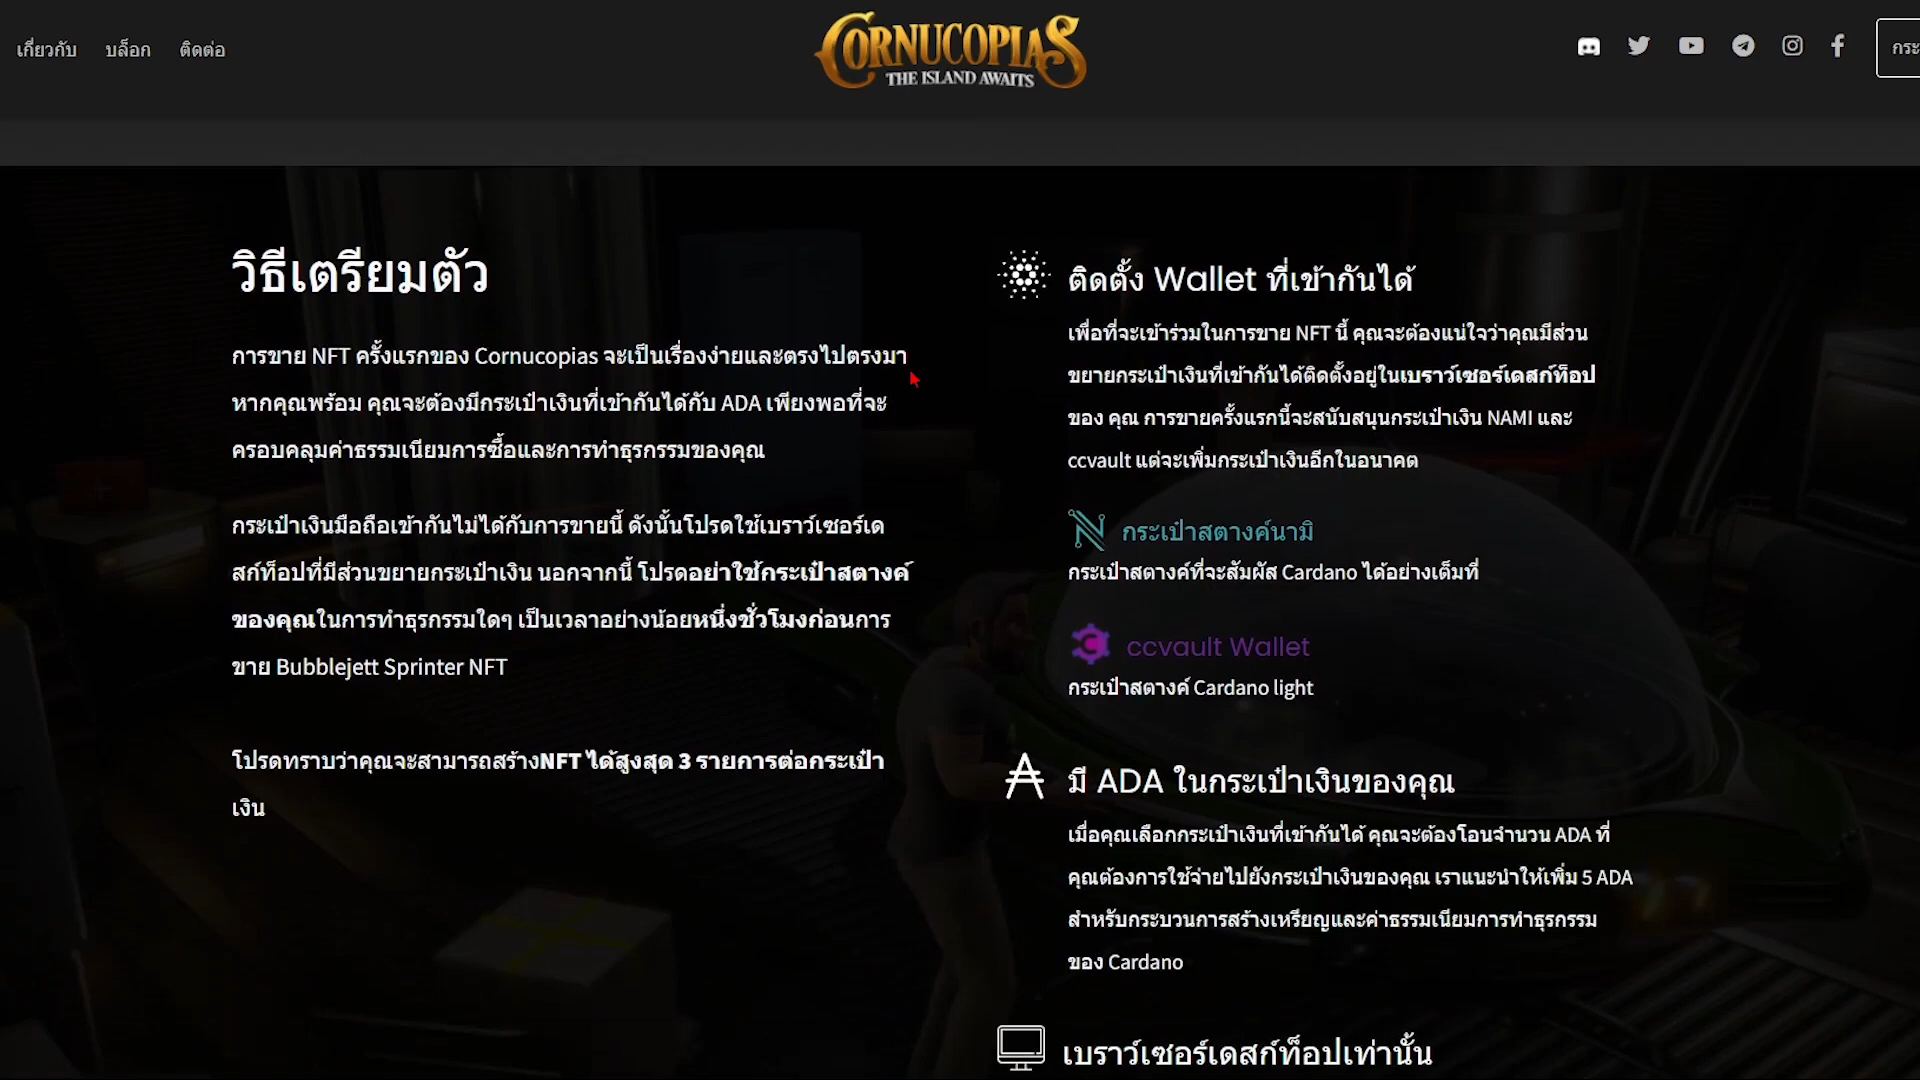 เกี่ยวกับ บล็อก ติดต่อ
CORNUCOPIAS
THE ISLAND AWAITS
วิธีเตรียมตัว
การขาย NFT ครั้งแรกของ Cornucopias จะเป็นเรื่องง่ายและตรงไปตรงมา
หากคุณพร้อม คุณจะต้องมีกระเป๋าเงินที่เข้ากันได้กับ ADA เพียงพอที่จะ
ครอบคลุมค่าธรรมเนียมการซื้อและการทำธุรกรรมของคุณ
กระเป๋าเงินมือถือเข้ากันไม่ได้กับการขายนี้ ดังนั้นโปรดใช้เบราว์เซอร์เด
สก์ท็อปที่มีส่วนขยายกระเป๋าเงิน นอกจากนี้ โปรดอย่าใช้กระเป๋าสตางค์
ของคุณในการทำธุรกรรมใดๆ เป็นเวลาอย่างน้อยหนึ่งชั่วโมงก่อนการ
ขาย Bubblejett Sprinter NFT
โปรดทราบว่าคุณจะสามารถสร้างNFT ได้สูงสุด 3 รายการต่อกระเป๋า
เงิน
ติดตั้ง Wallet ที่เข้ากันได้
เพื่อที่จะเข้าร่วมในการขาย NFT นี้ คุณจะต้องแน่ใจว่าคุณมีส่วน
ขยายกระเป๋าเงินที่เข้ากันได้ติดตั้งอยู่ในเบราว์เซอร์เดสก์ท็อป
ของ คุณ การขายครั้งแรกนี้จะสนับสนุนกระเป๋าเงิน NAMI และ
ccvault แต่จะเพิ่มกระเป๋าเงินอีกในอนาคต
กระเป๋าสตางค์นามิ
กระเป๋าสตางค์ที่จะสัมผัส Cardano ได้อย่างเต็มที่
ccvault Wallet
กระเป๋าสตางค์ Cardano light
มี ADA ในกระเป๋าเงินของคุณ
เมื่อคุณเลือกกระเป๋าเงินที่เข้ากันได้ คุณจะต้องโอนจำนวน ADA ที่
คุณต้องการใช้จ่ายไปยังกระเป๋าเงินของคุณ เราแนะนำให้เพิ่ม 5 ADA
สำหรับกระบวนการสร้างเหรียญและค่าธรรมเนียมการทำธุรกรรม
ของ Cardano
เบราว์เซอร์เดสก์ท็อปเท่านั้น